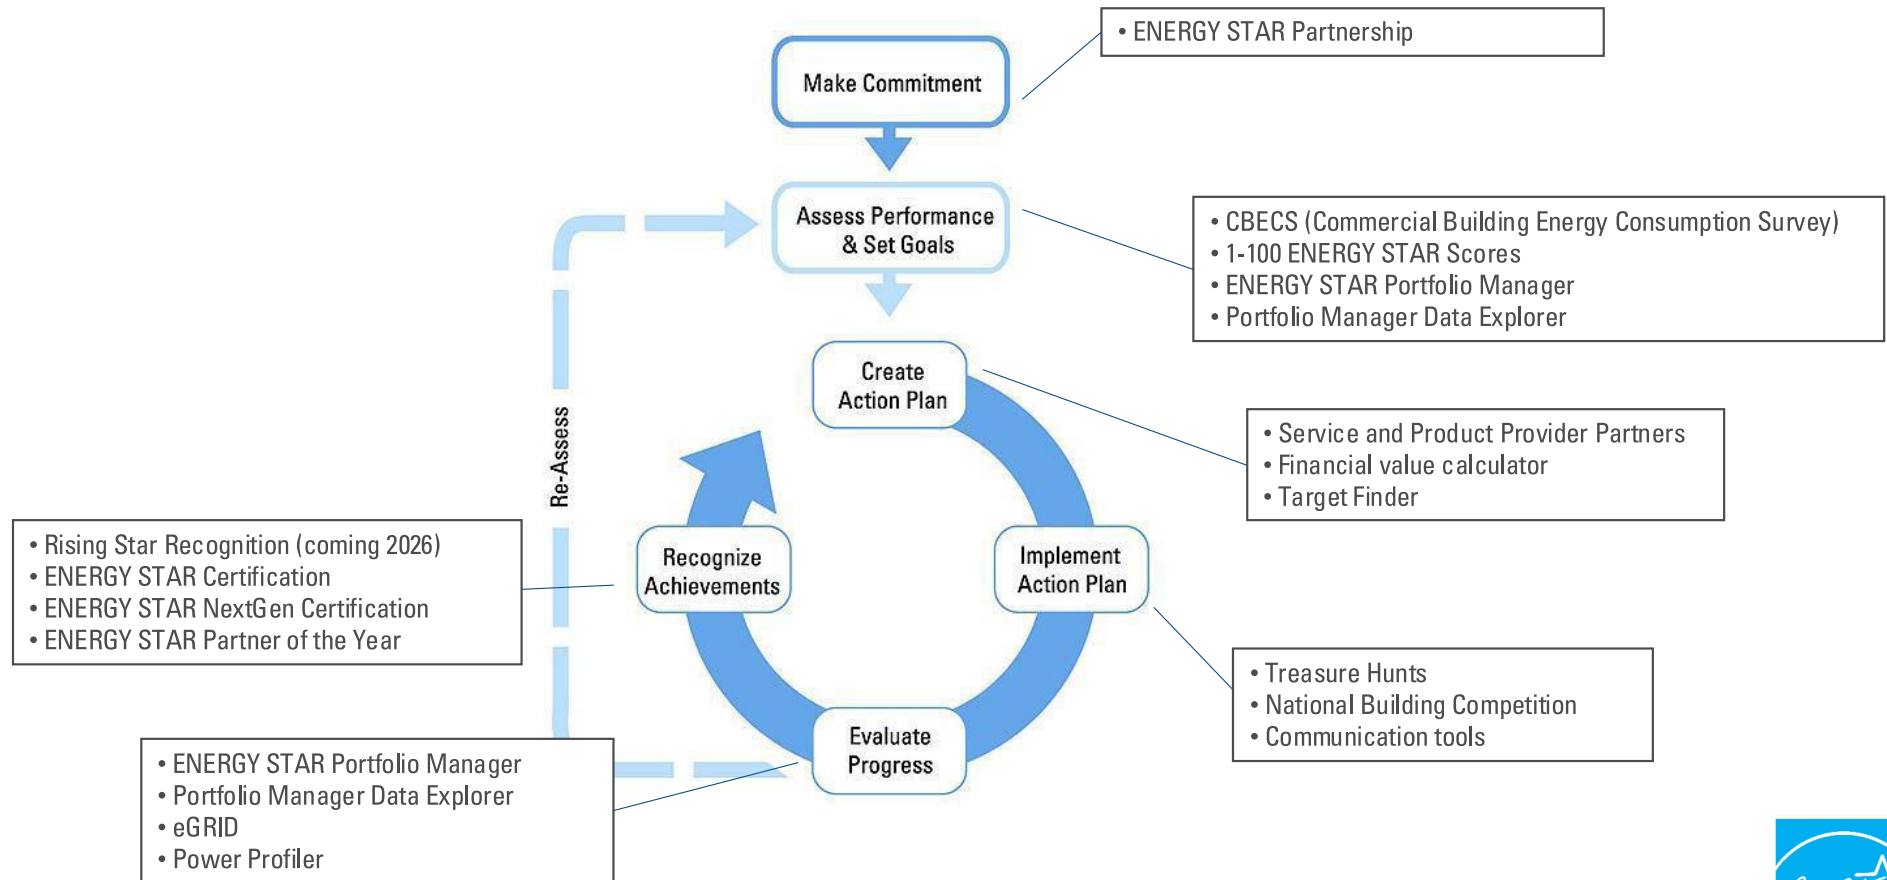 • ENERGY STAR Partnership
Make Commitment
Assess Performance
& Set Goals
• CBECS (Commercial Building Energy Consumption Survey)
• 1-100 ENERGY STAR Scores
• ENERGY STAR Portfolio Manager
• Portfolio Manager Data Explorer
Create
Action Plan
• Service and Product Provider Partners
• Financial value calculator
• Target Finder
Re-Assess
Implement
Action Plan
• Treasure Hunts
• National Building Competition
• Communication tools
Evaluate
Progress
• ENERGY STAR Portfolio Manager
• Portfolio Manager Data Explorer
• eGRID
• Power Profiler
Recognize
Achievements
• Rising Star Recognition (coming 2026)
• ENERGY STAR Certification
• ENERGY STAR NextGen Certification
• ENERGY STAR Partner of the Year